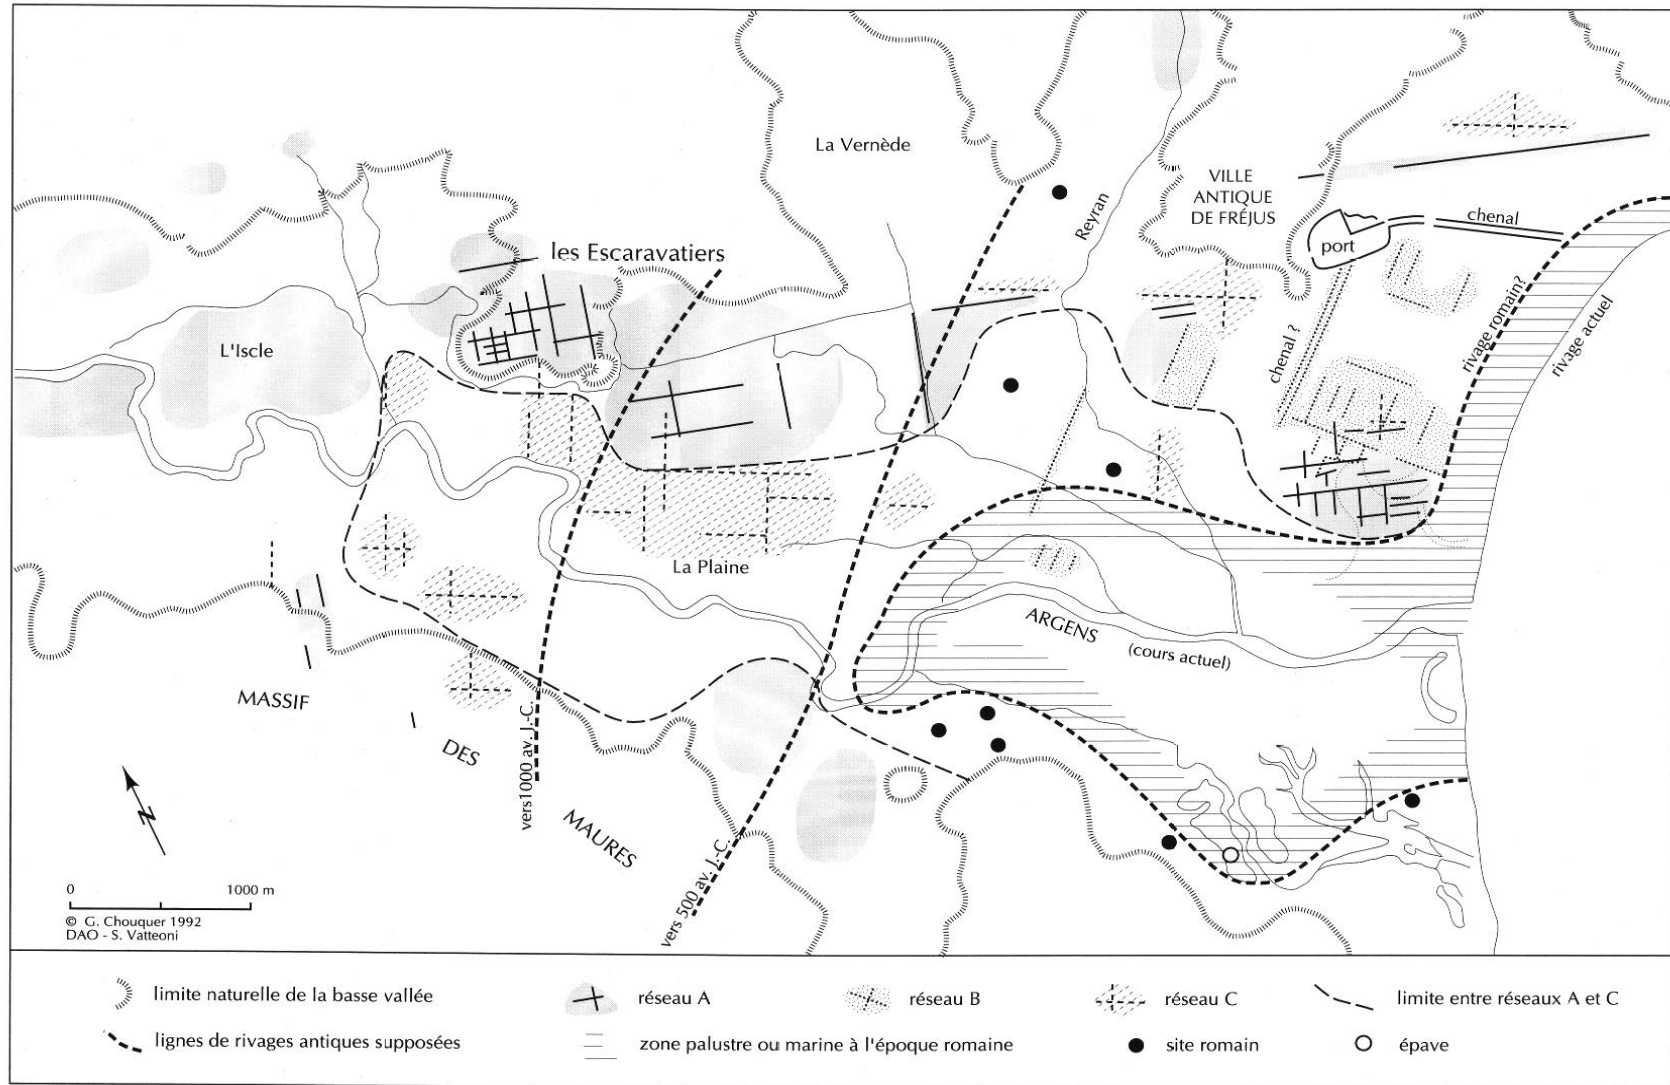 La Vernède
VILLE
ANTIQUE
DE FRÉJUS
Reyran
chenal
port
les Escaravatiers
L'Iscle
chenal ?
rivage romain?
rivage actuel
La Plaine
ARGENS
(cours actuel)
MASSIF
DES
MAURES
vers1000 av. J.-C.
vers 500 av. J.-C.
N
0 1000 m
© G. Chouquer 1992
DAO - S. Vatteoni
limite naturelle de la basse vallée
réseau A
réseau B
réseau C
limite entre réseaux A et C
lignes de rivages antiques supposées
zone palustre ou marine à l'époque romaine
site romain
épave